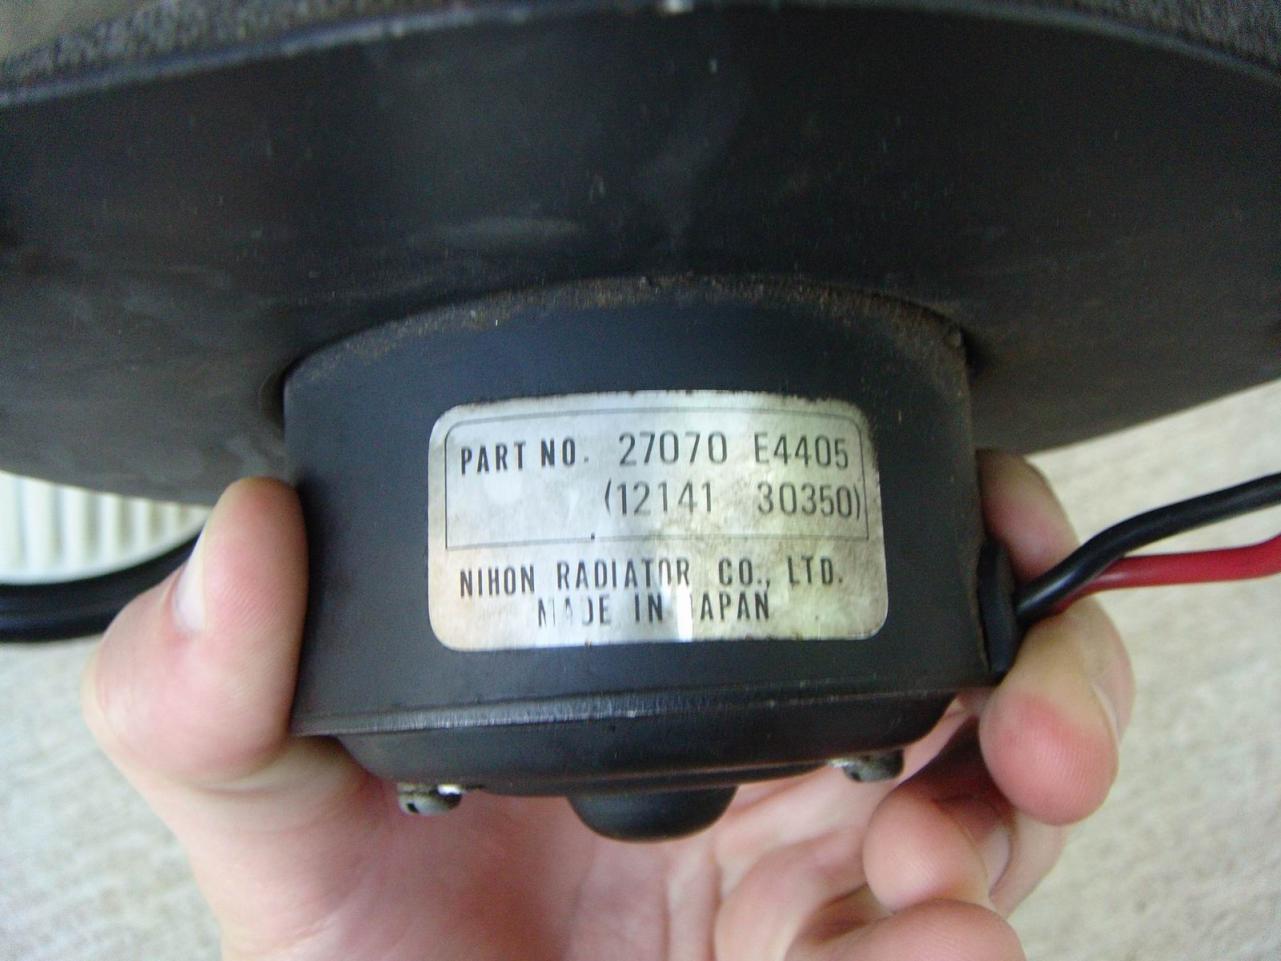 PART NO. 27070 E4405
(12141 30350)
NIHON RADIATOR CO., LTD.
MADE IN JAPAN